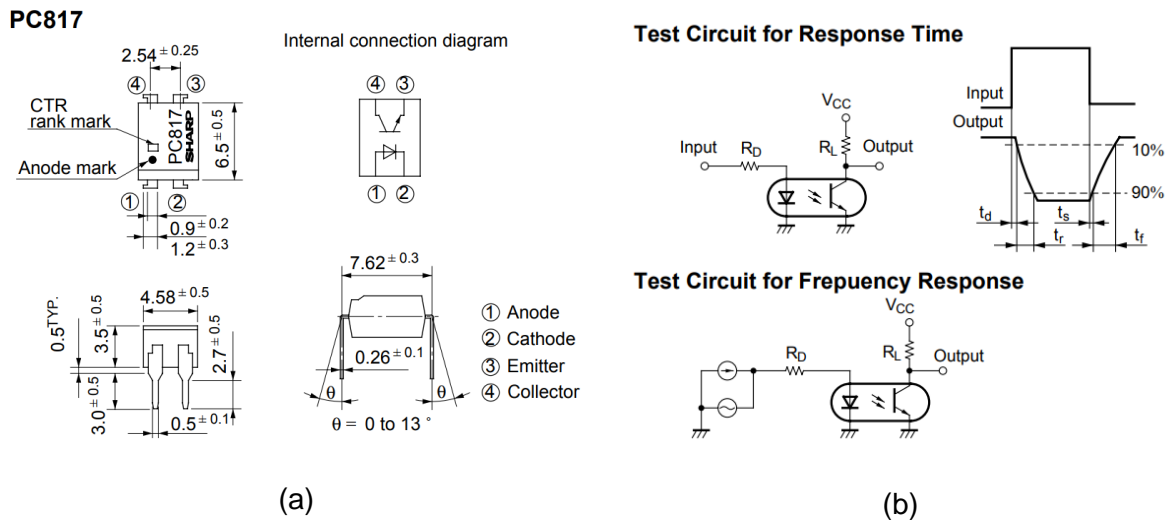 PC817
2.54 ± 0.25
Internal connection diagram
④ ③
CTR
rank mark
Anode mark
PC817
SHARP
6.5 ± 0.5
① ②
0.9 ± 0.2
1.2 ± 0.3
④ ③
① ②
4.58 ± 0.5
0.5 TYP.
3.5 ± 0.5
2.7 ± 0.5
3.0 ± 0.5
0.5 ± 0.1
7.62 ± 0.3
0.26 ± 0.1
θ θ
θ = 0 to 13 °
① Anode
② Cathode
③ Emitter
④ Collector
(a)
Test Circuit for Response Time
VCC
Input RD RL Output
Input
Output
10%
90%
td ts
tr tf
Test Circuit for Frepuency Response
VCC
RD RL Output
(b)